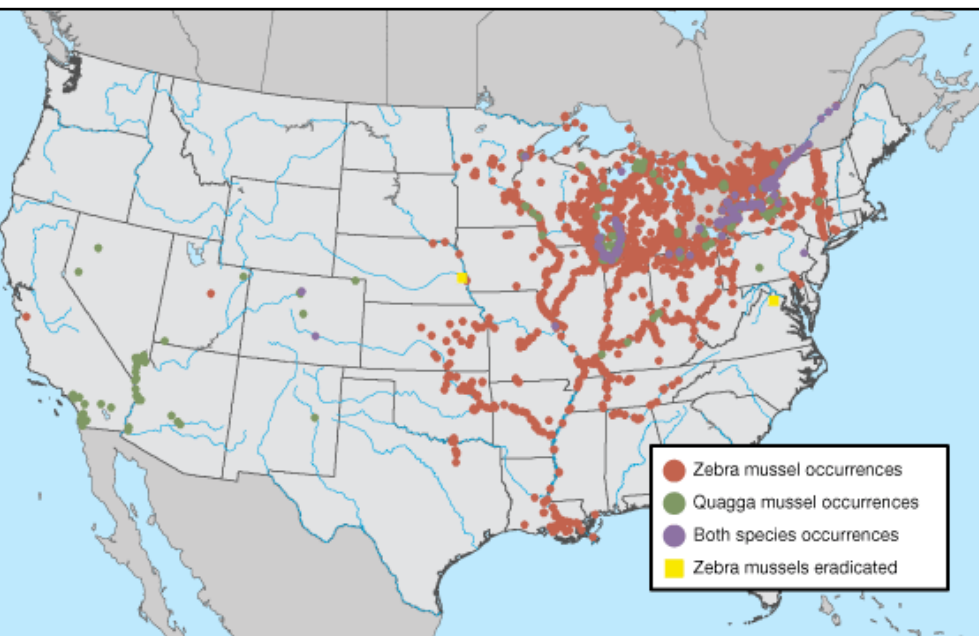 Zebra mussel occurrences
Quagga mussel occurrences
Both species occurrences
Zebra mussels eradicated